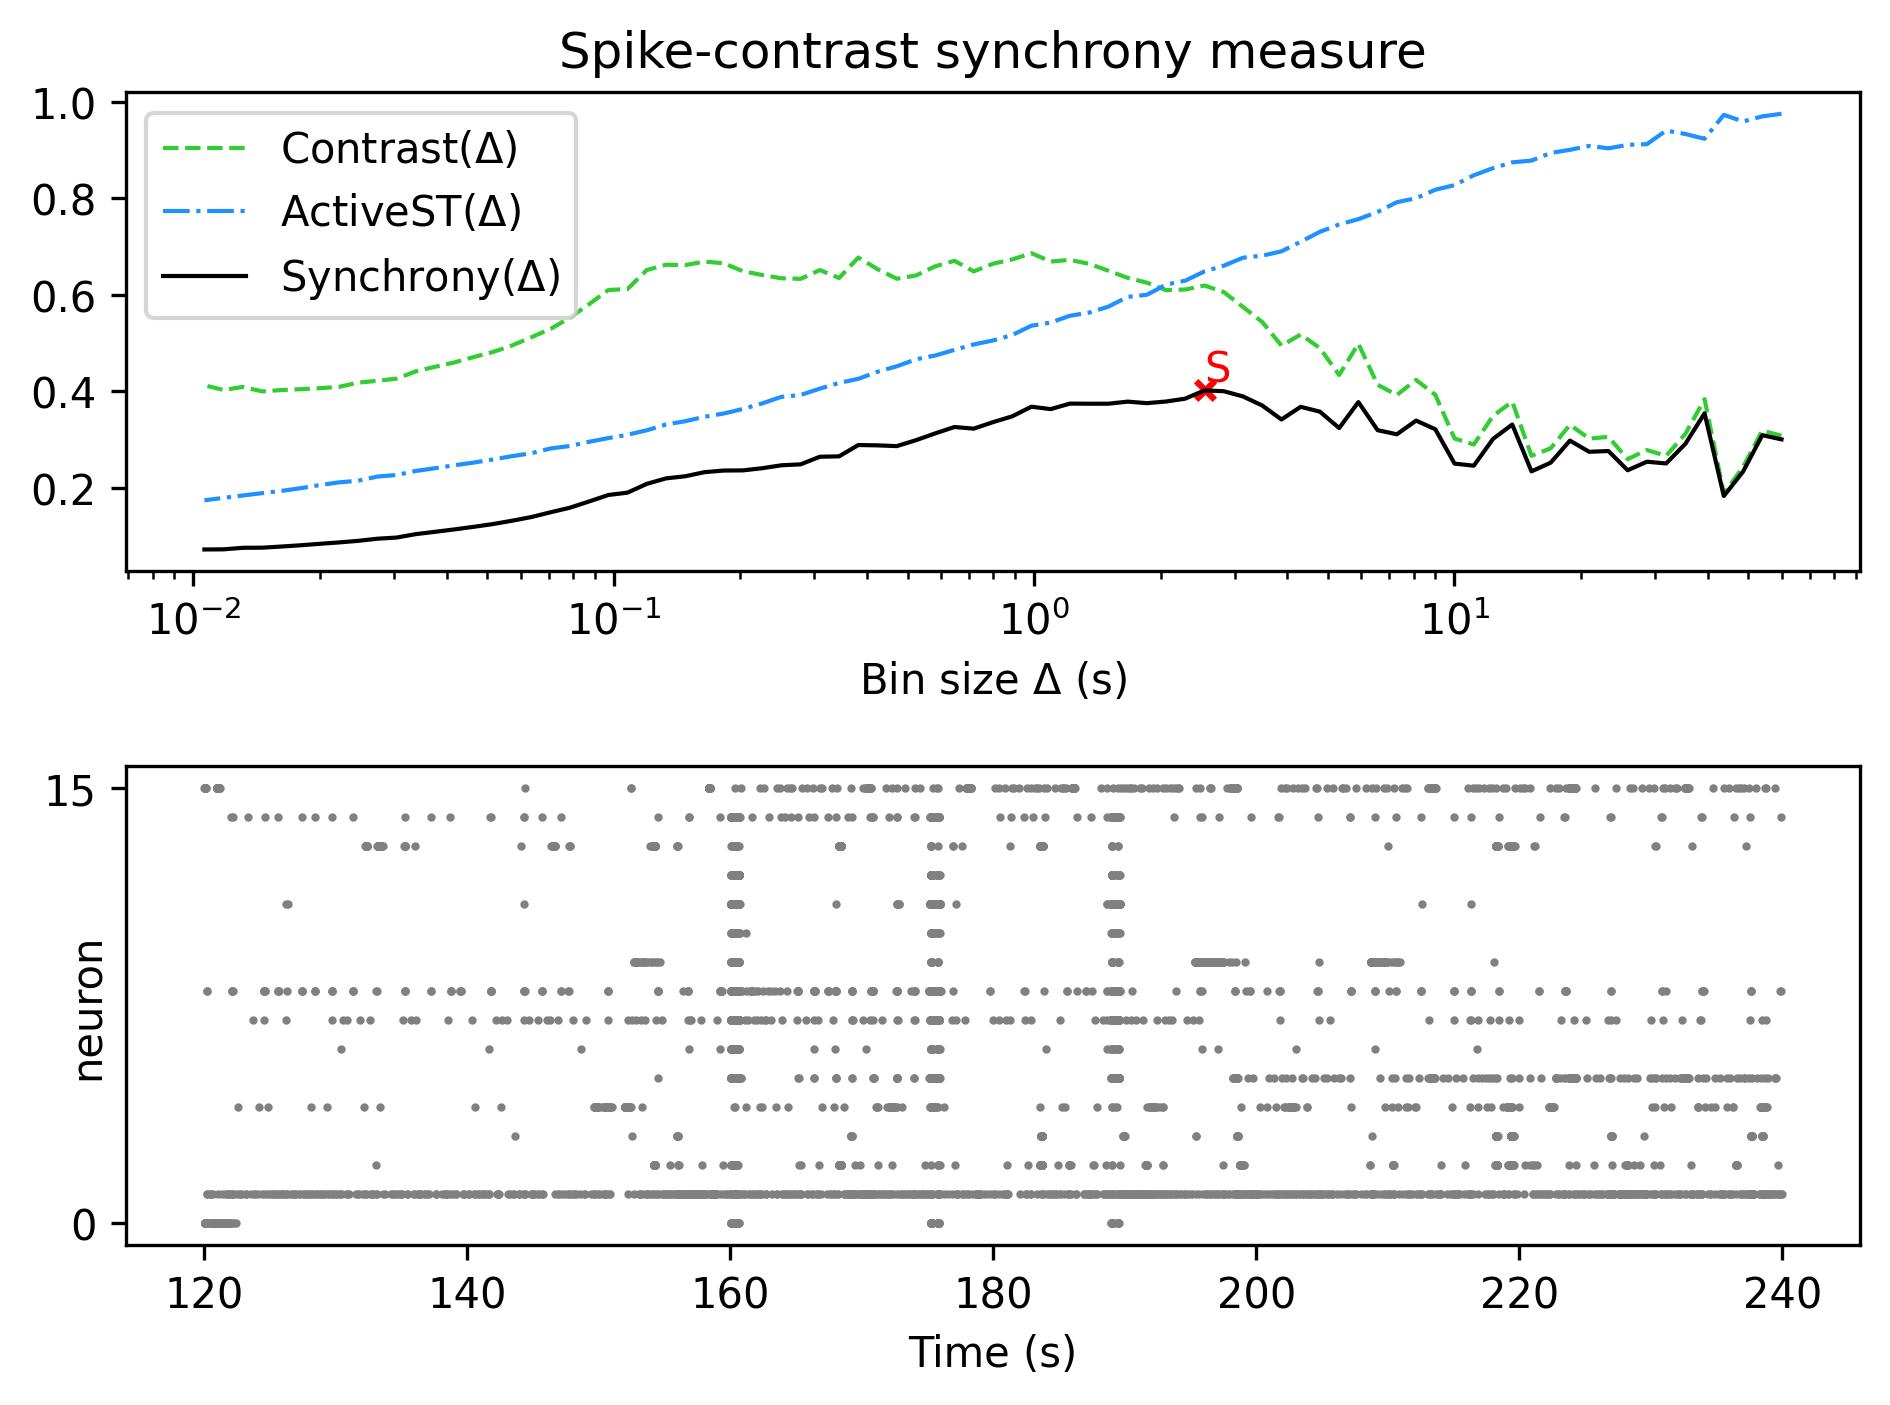 Spike-contrast synchrony measure
1.0
0.8
0.6
0.4
0.2
Contrast(Δ)
ActiveST(Δ)
Synchrony(Δ)
S
10⁻² 10⁻¹ 10⁰ 10¹
Bin size Δ (s)
15
0
neuron
120 140 160 180 200 220 240
Time (s)